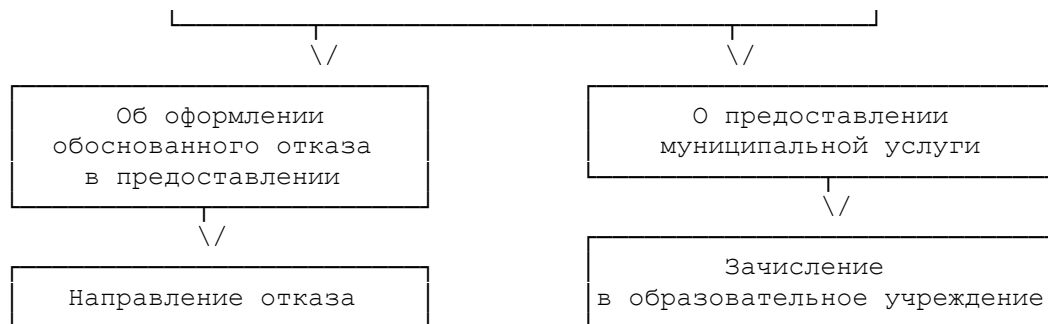 Об оформлении
обоснованного отказа
в предоставлении
О предоставлении
муниципальной услуги
Направление отказа
Зачисление
в образовательное учреждение